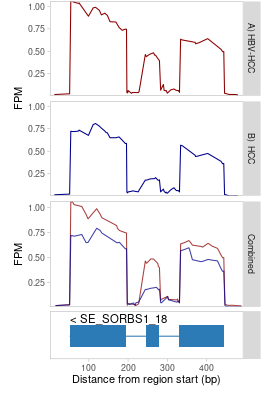 1.00
0.75
0.50
0.25
FPM
A) HBV-HCC
1.00
0.75
0.50
0.25
B) HCC
1.00
0.75
0.50
0.25
FPM
Combined
< SE_SORBS1_18
100 200 300 400
Distance from region start (bp)